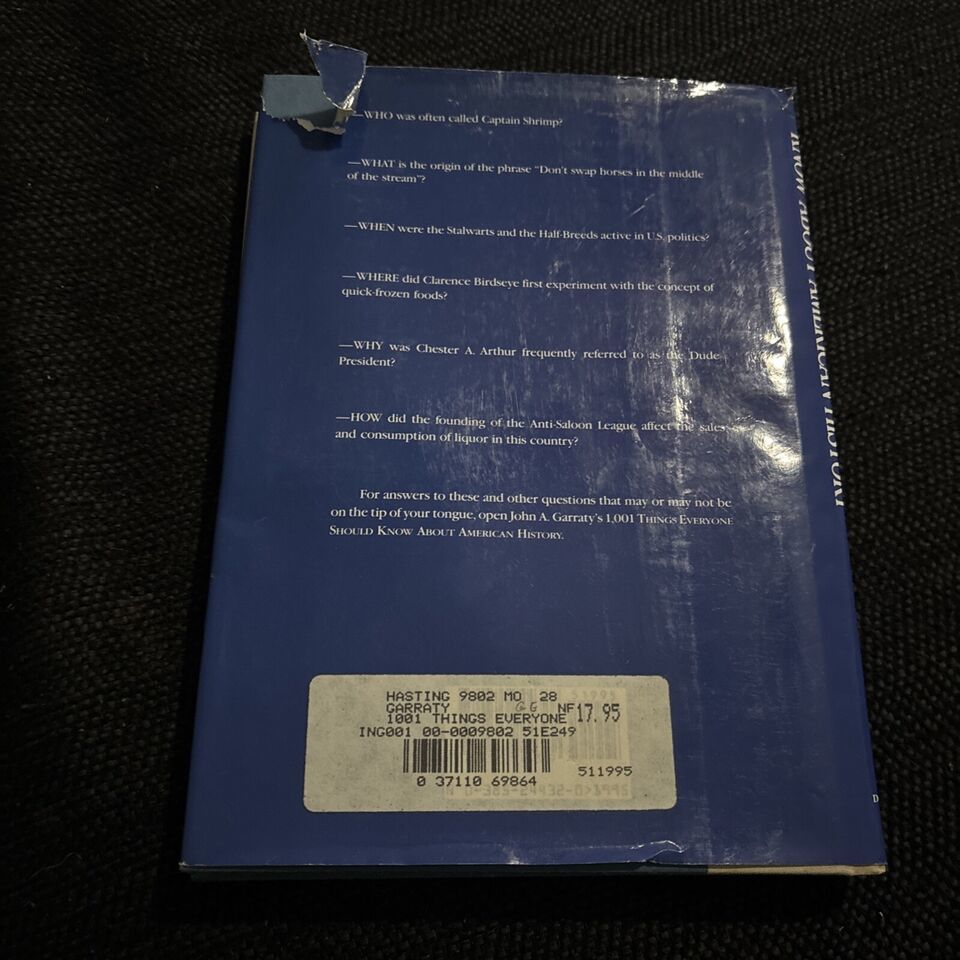 —WHO was often called Captain Shrimp?
—WHAT is the origin of the phrase “Don't swap horses in the middle
of the stream”?
—WHEN were the Stalwarts and the Half-Breeds active in U.S. politics?
—WHERE did Clarence Birdseye first experiment with the concept of
quick-frozen foods?
—WHY was Chester A. Arthur frequently referred to as the Dude
President?
—HOW did the founding of the Anti-Saloon League affect the sales
and consumption of liquor in this country?
For answers to these and other questions that may or may not be
on the tip of your tongue, open John A. Garraty's 1,001 THINGS EVERYONE
SHOULD KNOW ABOUT AMERICAN HISTORY.
KNOW ABOUT AMERICAN HISTORY
D
HASTING 9802 MO 28
GARRATY GG NF 17.95
1001 THINGS EVERYONE
ING001 00-0009802 51E249
0 37110 69864
511995